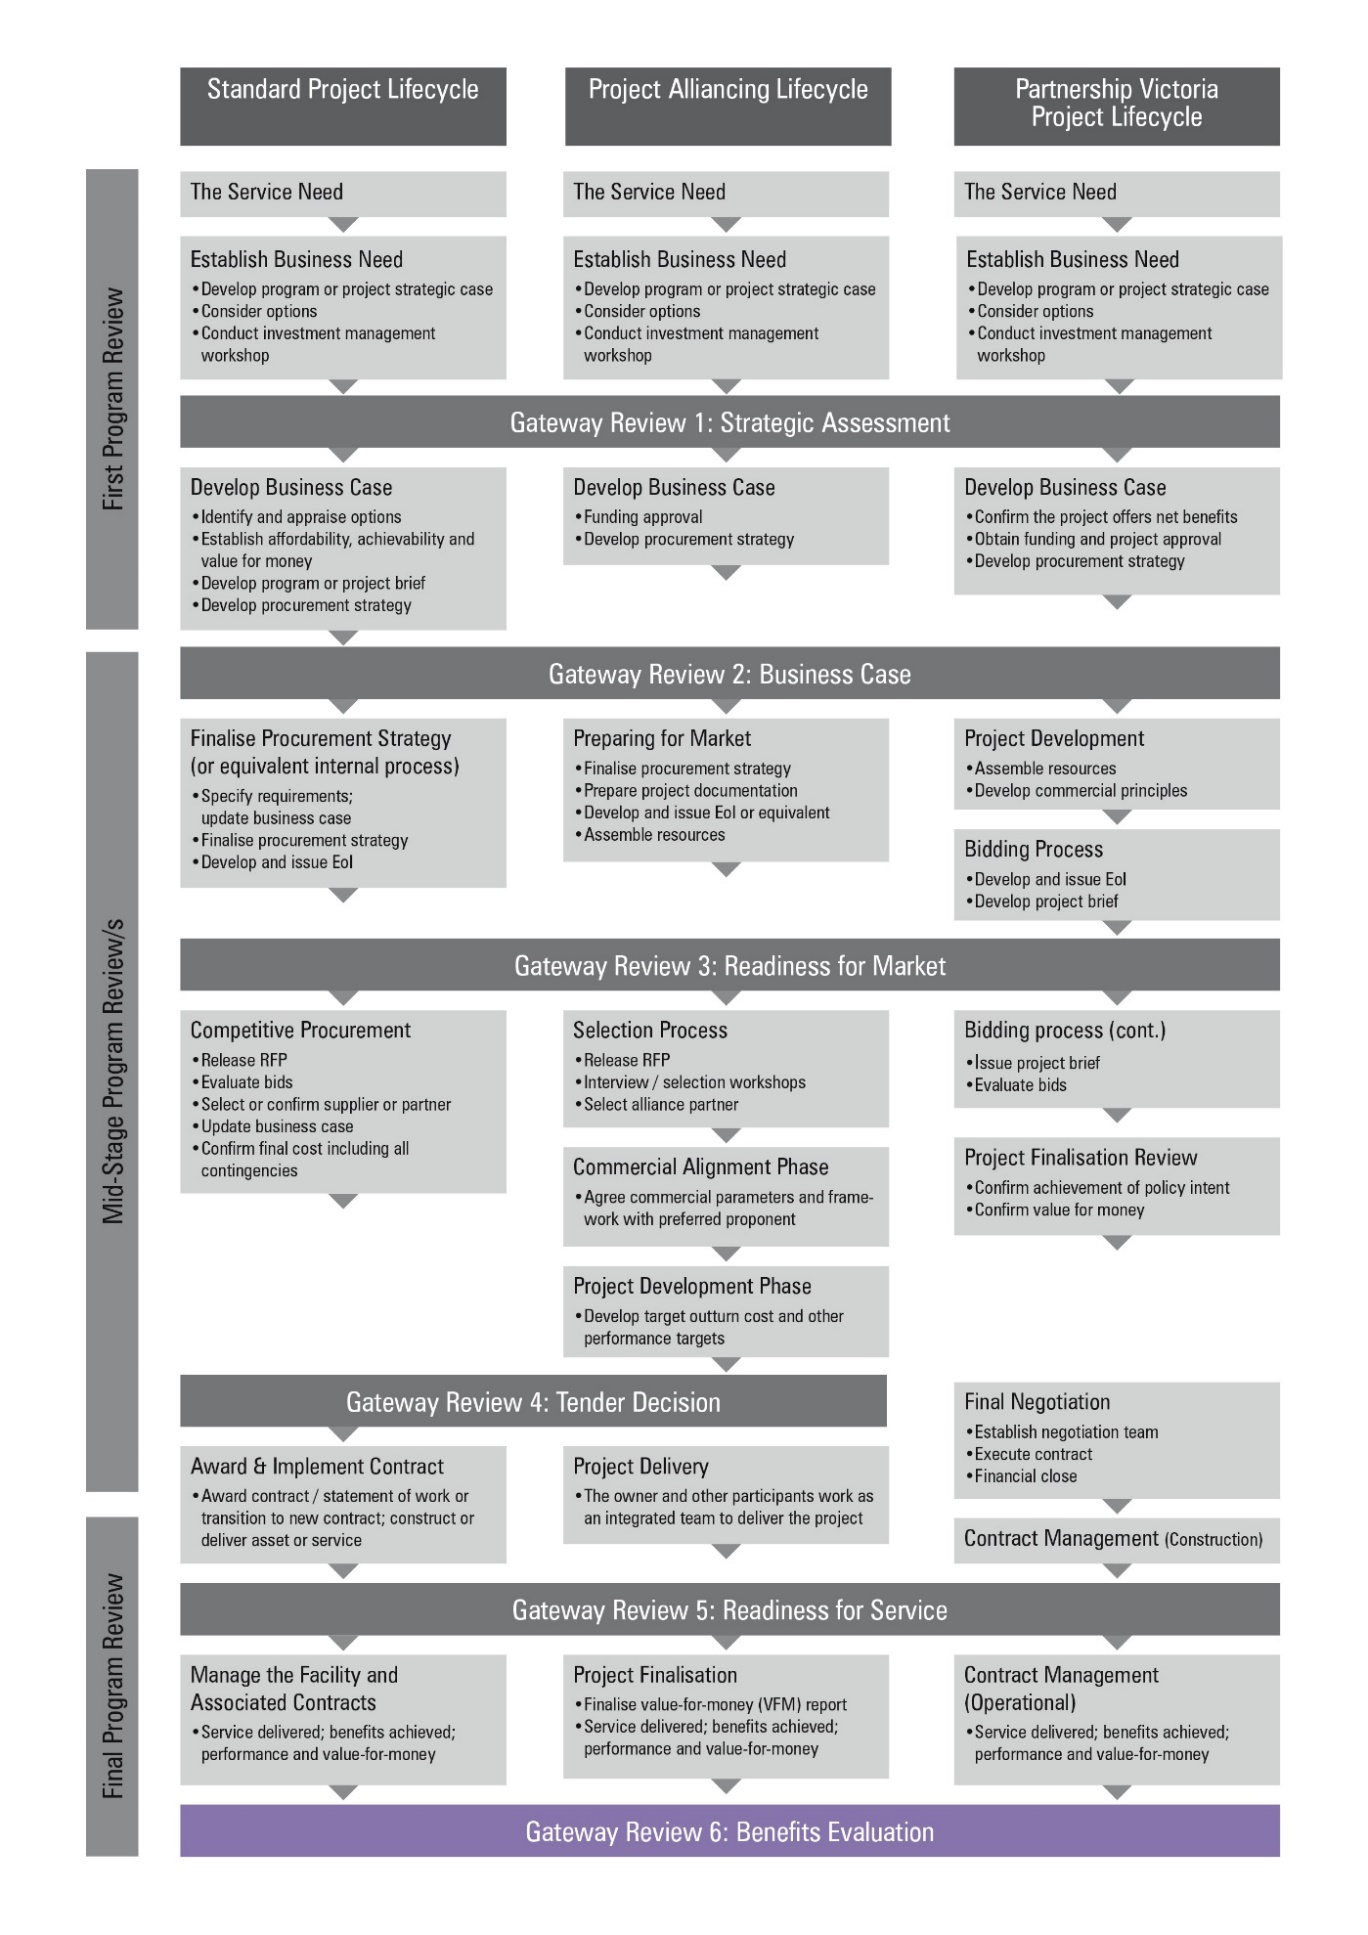 Standard Project Lifecycle
Project Alliancing Lifecycle
Partnership Victoria
Project Lifecycle
First Program Review
The Service Need
The Service Need
The Service Need
Establish Business Need
•Develop program or project strategic case
•Consider options
•Conduct investment management
workshop
Establish Business Need
•Develop program or project strategic case
•Consider options
•Conduct investment management
workshop
Establish Business Need
•Develop program or project strategic case
•Consider options
•Conduct investment management
workshop
Gateway Review 1: Strategic Assessment
Develop Business Case
•Identify and appraise options
•Establish affordability, achievability and
value for money
•Develop program or project brief
•Develop procurement strategy
Develop Business Case
•Funding approval
•Develop procurement strategy
Develop Business Case
•Confirm the project offers net benefits
•Obtain funding and project approval
•Develop procurement strategy
Mid-Stage Program Review/s
Gateway Review 2: Business Case
Finalise Procurement Strategy
(or equivalent internal process)
•Specify requirements;
update business case
•Finalise procurement strategy
•Develop and issue EoI
Preparing for Market
•Finalise procurement strategy
•Prepare project documentation
•Develop and issue EoI or equivalent
•Assemble resources
Project Development
•Assemble resources
•Develop commercial principles
Bidding Process
•Develop and issue EoI
•Develop project brief
Gateway Review 3: Readiness for Market
Competitive Procurement
•Release RFP
•Evaluate bids
•Select or confirm supplier or partner
•Update business case
•Confirm final cost including all
contingencies
Selection Process
•Release RFP
•Interview / selection workshops
•Select alliance partner
Commercial Alignment Phase
•Agree commercial parameters and frame-
work with preferred proponent
Project Development Phase
•Develop target outturn cost and other
performance targets
Bidding process (cont.)
•Issue project brief
•Evaluate bids
Project Finalisation Review
•Confirm achievement of policy intent
•Confirm value for money
Gateway Review 4: Tender Decision
Award & Implement Contract
•Award contract / statement of work or
transition to new contract; construct or
deliver asset or service
Project Delivery
•The owner and other participants work as
an integrated team to deliver the project
Final Negotiation
•Establish negotiation team
•Execute contract
•Financial close
Contract Management (Construction)
Final Program Review
Gateway Review 5: Readiness for Service
Manage the Facility and
Associated Contracts
•Service delivered; benefits achieved;
performance and value-for-money
Project Finalisation
•Finalise value-for-money (VFM) report
•Service delivered; benefits achieved;
performance and value-for-money
Contract Management
(Operational)
•Service delivered; benefits achieved;
performance and value-for-money
Gateway Review 6: Benefits Evaluation